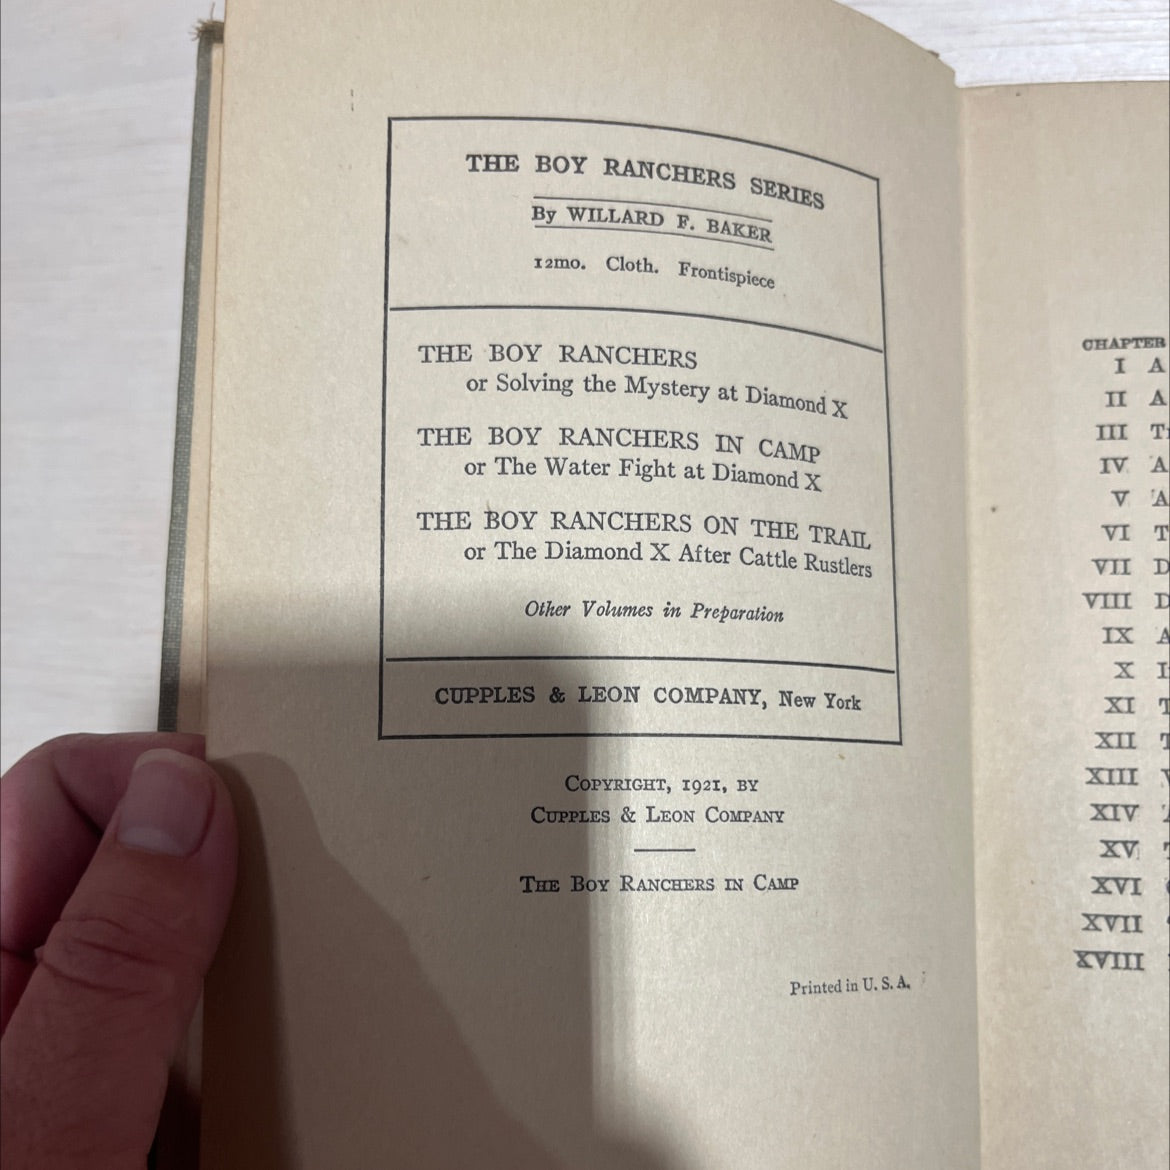 THE BOY RANCHERS SERIES
By WILLARD F. BAKER
12mo. Cloth. Frontispiece
THE BOY RANCHERS
or Solving the Mystery at Diamond X
THE BOY RANCHERS IN CAMP
or The Water Fight at Diamond X
THE BOY RANCHERS ON THE TRAIL
or The Diamond X After Cattle Rustlers
Other Volumes in Preparation
CUPPLES & LEON COMPANY, New York
COPYRIGHT, 1921, BY
CUPPLES & LEON COMPANY
THE BOY RANCHERS IN CAMP
Printed in U. S. A.
CHAPTER
I A
II A
III
IV A
V A
VI T
VII D
VIII D
IX A
X
XI T
XII T
XIII
XIV
XV
XVI
XVII
XVIII